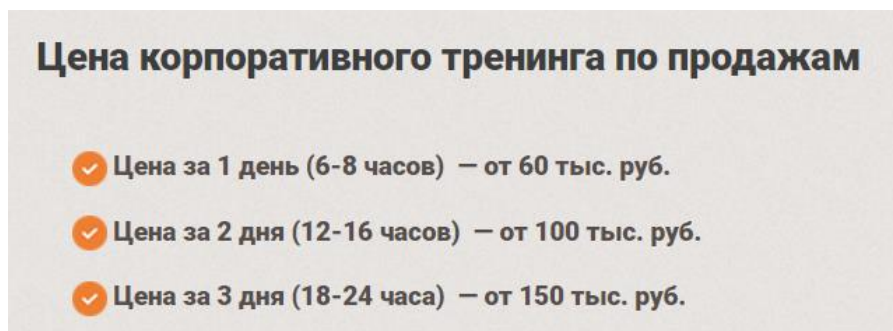 Цена корпоративного тренинга по продажам
Цена за 1 день (6-8 часов) — от 60 тыс. руб.
Цена за 2 дня (12-16 часов) — от 100 тыс. руб.
Цена за 3 дня (18-24 часа) — от 150 тыс. руб.